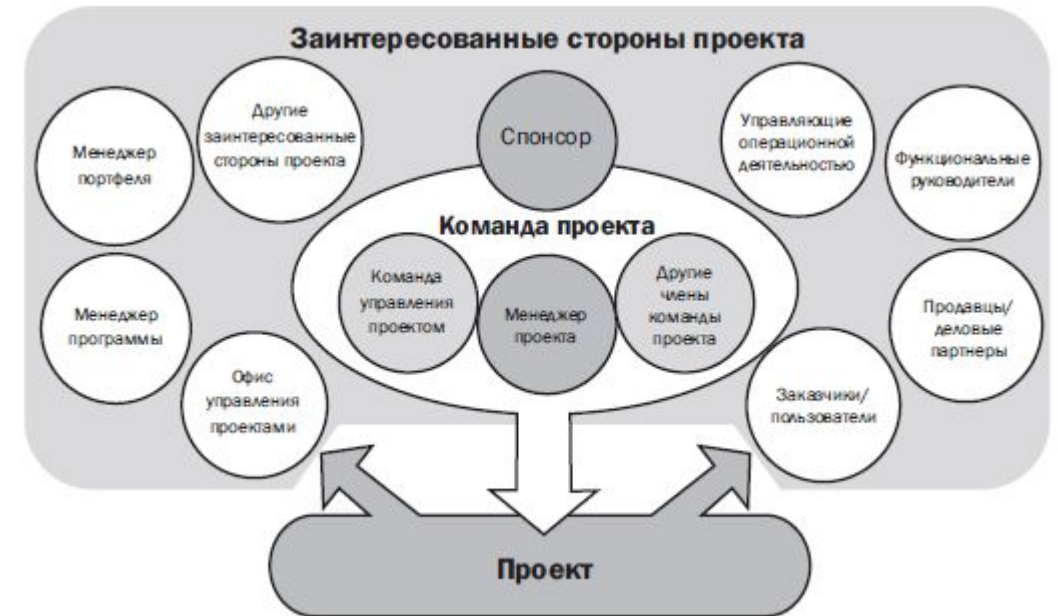 Заинтересованные стороны проекта
Менеджер
портфеля
Другие
заинтересованные
стороны проекта
Спонсор
Управляющие
операционной
деятельностью
Функциональные
руководители
Команда проекта
Менеджер
программы
Команда
управления
проектом
Менеджер
проекта
Другие
члены
команды
проекта
Продавцы/
деловые
партнеры
Офис
управления
проектами
Заказчики/
пользователи
Проект